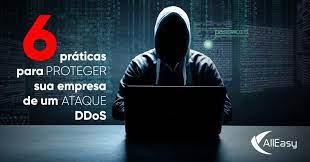 6
práticas
para PROTEGER
sua empresa
de um ATAQUE
DDoS
AllEasy